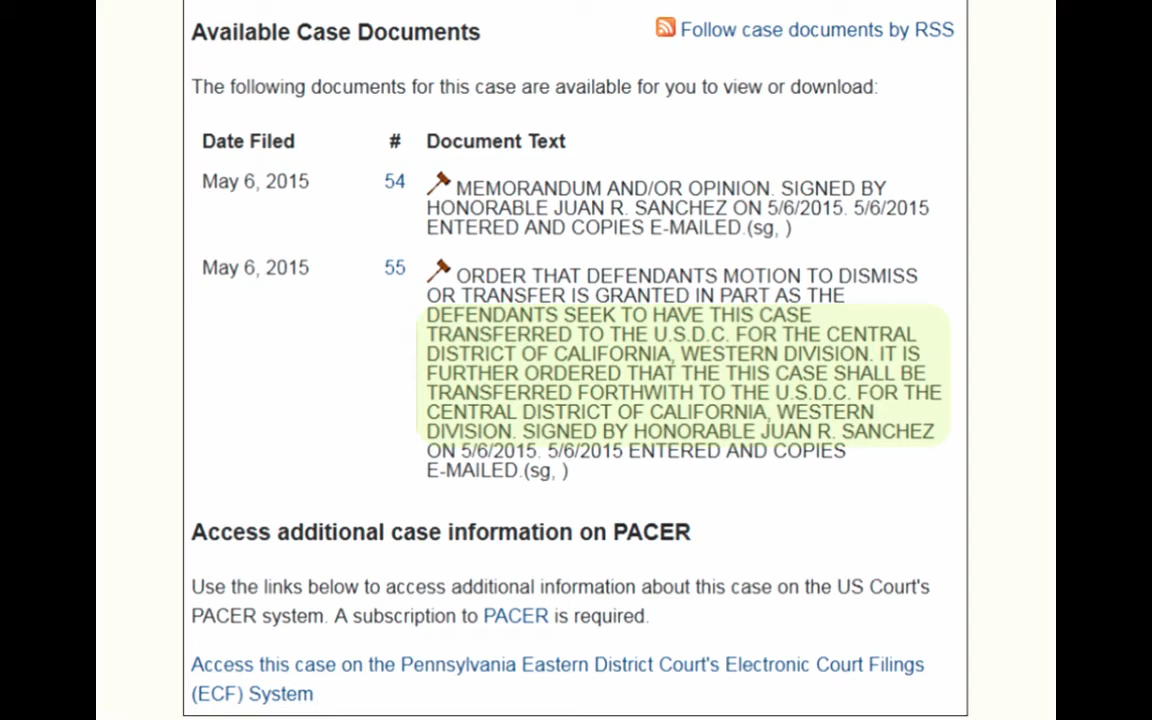 Available Case Documents
Follow case documents by RSS
The following documents for this case are available for you to view or download:
Date Filed # Document Text
May 6, 2015 54 MEMORANDUM AND/OR OPINION. SIGNED BY
HONORABLE JUAN R. SANCHEZ ON 5/6/2015. 5/6/2015
ENTERED AND COPIES E-MAILED.(sg, )
May 6, 2015 55 ORDER THAT DEFENDANTS MOTION TO DISMISS
OR TRANSFER IS GRANTED IN PART AS THE
DEFENDANTS SEEK TO HAVE THIS CASE
TRANSFERRED TO THE U.S.D.C. FOR THE CENTRAL
DISTRICT OF CALIFORNIA, WESTERN DIVISION. IT IS
FURTHER ORDERED THAT THE THIS CASE SHALL BE
TRANSFERRED FORTHWITH TO THE U.S.D.C. FOR THE
CENTRAL DISTRICT OF CALIFORNIA, WESTERN
DIVISION. SIGNED BY HONORABLE JUAN R. SANCHEZ
ON 5/6/2015. 5/6/2015 ENTERED AND COPIES
E-MAILED.(sg, )
Access additional case information on PACER
Use the links below to access additional information about this case on the US Court's
PACER system. A subscription to PACER is required.
Access this case on the Pennsylvania Eastern District Court's Electronic Court Filings
(ECF) System